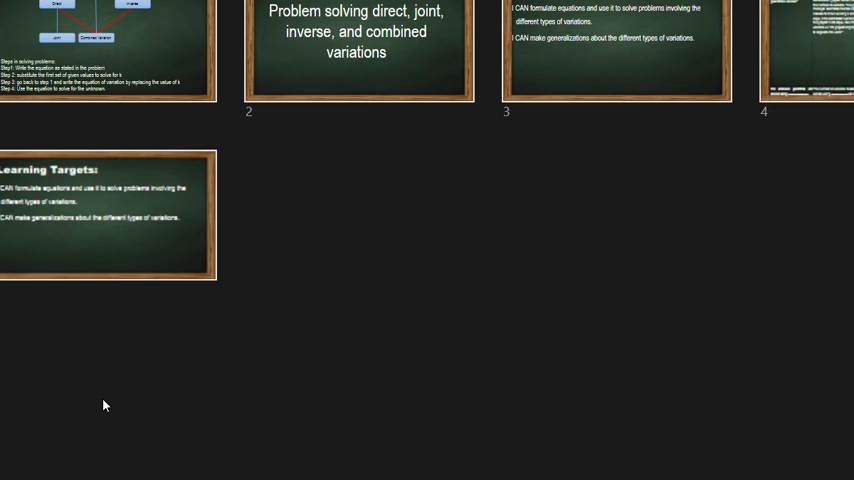 Direct
Inverse
Joint
Combined Variation
Steps in solving problems:
Step1: Write the equation as stated in the problem
Step 2: substitute the first set of given values to solve for k
Step 3: go back to step 1 and write the equation of variation by replacing the value of k
Step 4: Use the equation to solve for the unknown.
Problem solving direct, joint,
inverse, and combined
variations
2
I CAN formulate equations and use it to solve problems involving the
different types of variations.
I CAN make generalizations about the different types of variations.
3
4
Learning Targets:
CAN formulate equations and use it to solve problems involving the
different types of variations.
CAN make generalizations about the different types of variations.